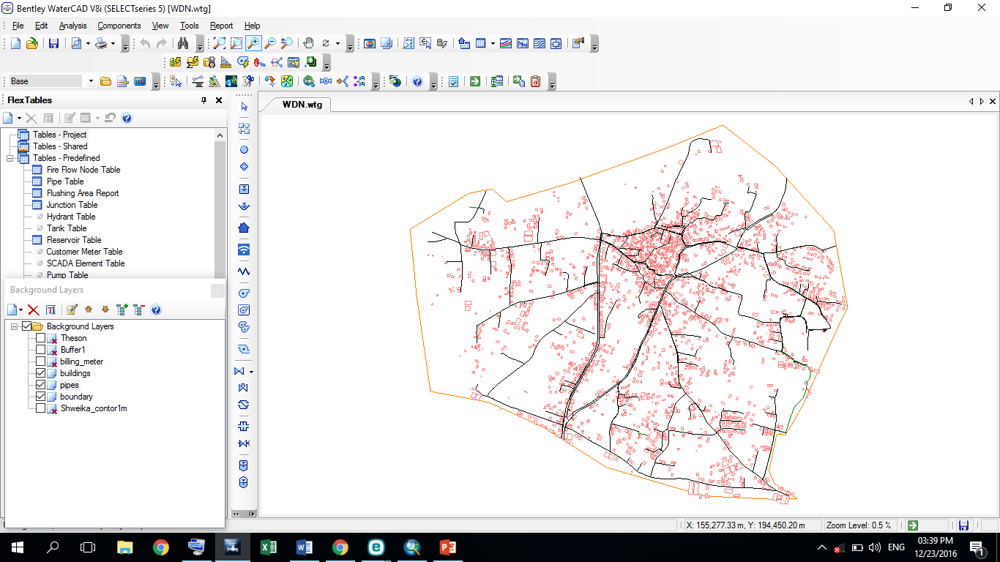 Bentley WaterCAD V8i (SELECTseries 5) [WDN.wtg]
File Edit Analysis Components View Tools Report Help
Base
FlexTables
WDN.wtg
Tables - Project
Tables - Shared
Tables - Predefined
Fire Flow Node Table
Pipe Table
Flushing Area Report
Junction Table
Hydrant Table
Tank Table
Reservoir Table
Customer Meter Table
SCADA Element Table
Pump Table
Background Layers
Background Layers
Theson
Buffer1
billing_meter
buildings
pipes
boundary
Shweika_contor1m
X: 155,277.33 m, Y: 194,450.20 m
Zoom Level: 0.5 %
ENG
03:39 PM
12/23/2016
1